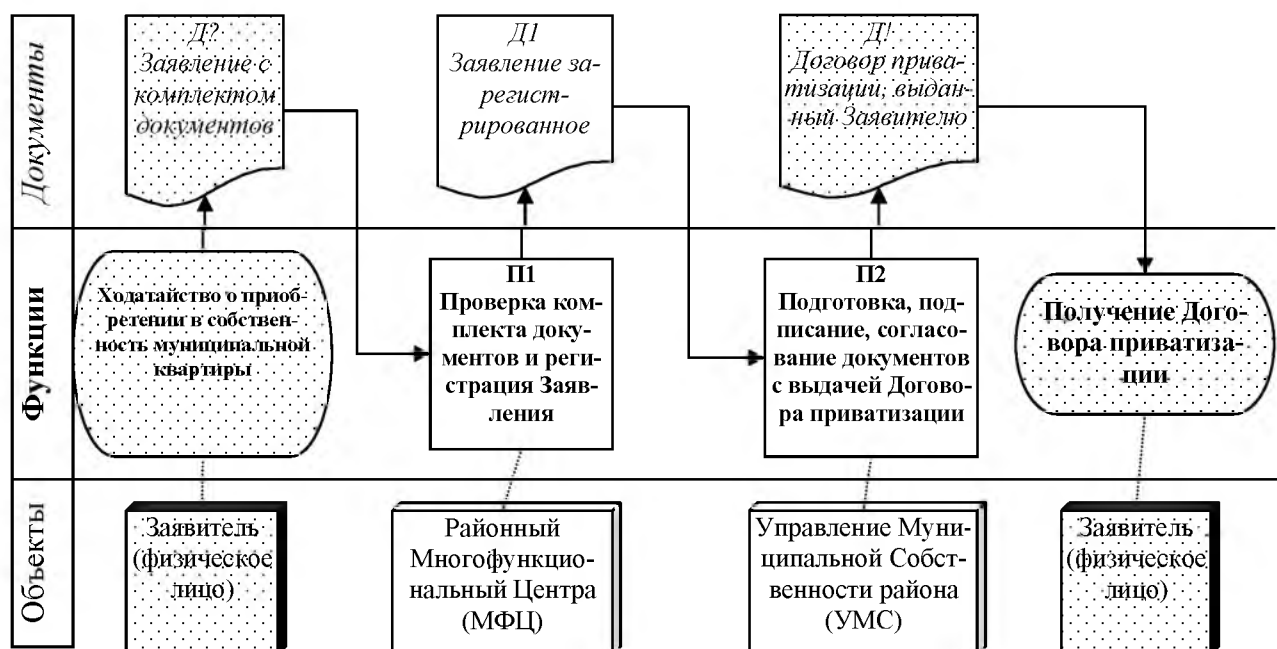 Документы
Д?
Заявление с
комплектом
документов
Д1
Заявление за-
регист-
рированное
Д!
Договор прива-
тизации, выдан-
ный Заявителю
Функции
Ходатайство о приоб-
ретении в собствен-
ность муниципальной
квартиры
П1
Проверка ком-
плекта доку-
ментов и реги-
страция Заяв-
ления
П2
Подготовка, под-
писание, согласо-
вание документов
с выдачей Догово-
ра приватизации
Получение Дого-
вора приватиза-
ции
Объекты
Заявитель
(физическое
лицо)
Районный
Многофункцио-
нальный Центра
(МФЦ)
Управление Муни-
ципальной Собст-
венности района
(УМС)
Заявитель
(физическое
лицо)